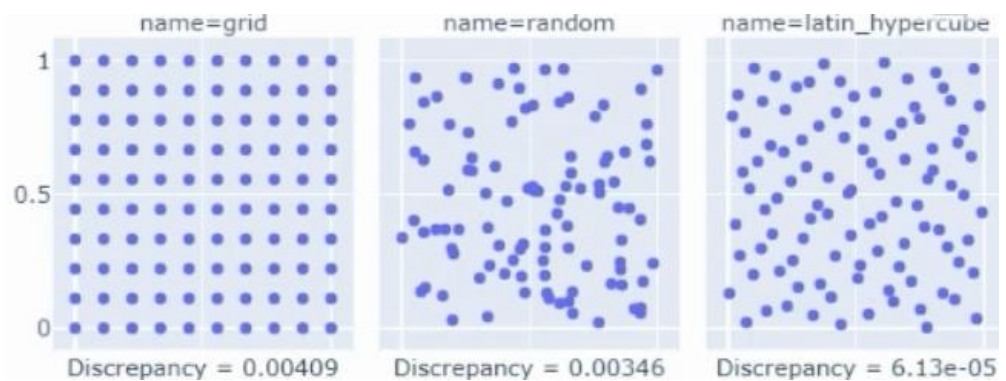 name=grid
name=random
name=latin_hypercube
1
0.5
0
Discrepancy = 0.00409
Discrepancy = 0.00346
Discrepancy = 6.13e-05